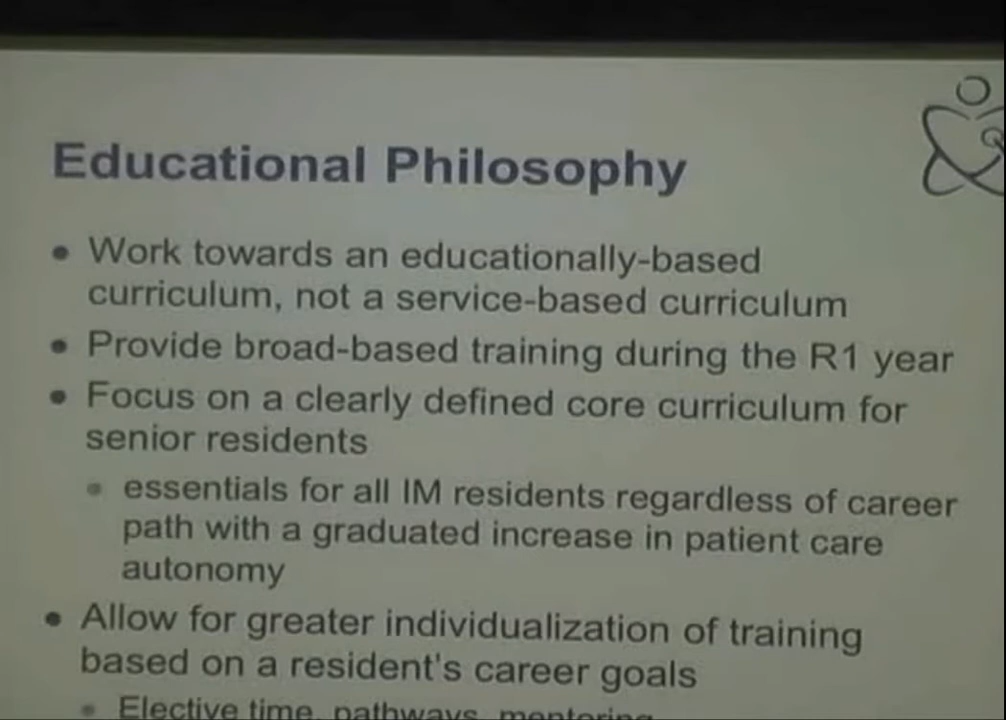 Educational Philosophy
• Work towards an educationally-based
curriculum, not a service-based curriculum
• Provide broad-based training during the R1 year
• Focus on a clearly defined core curriculum for
senior residents
• essentials for all IM residents regardless of career
path with a graduated increase in patient care
autonomy
• Allow for greater individualization of training
based on a resident's career goals
• Elective time, pathways, mentoring